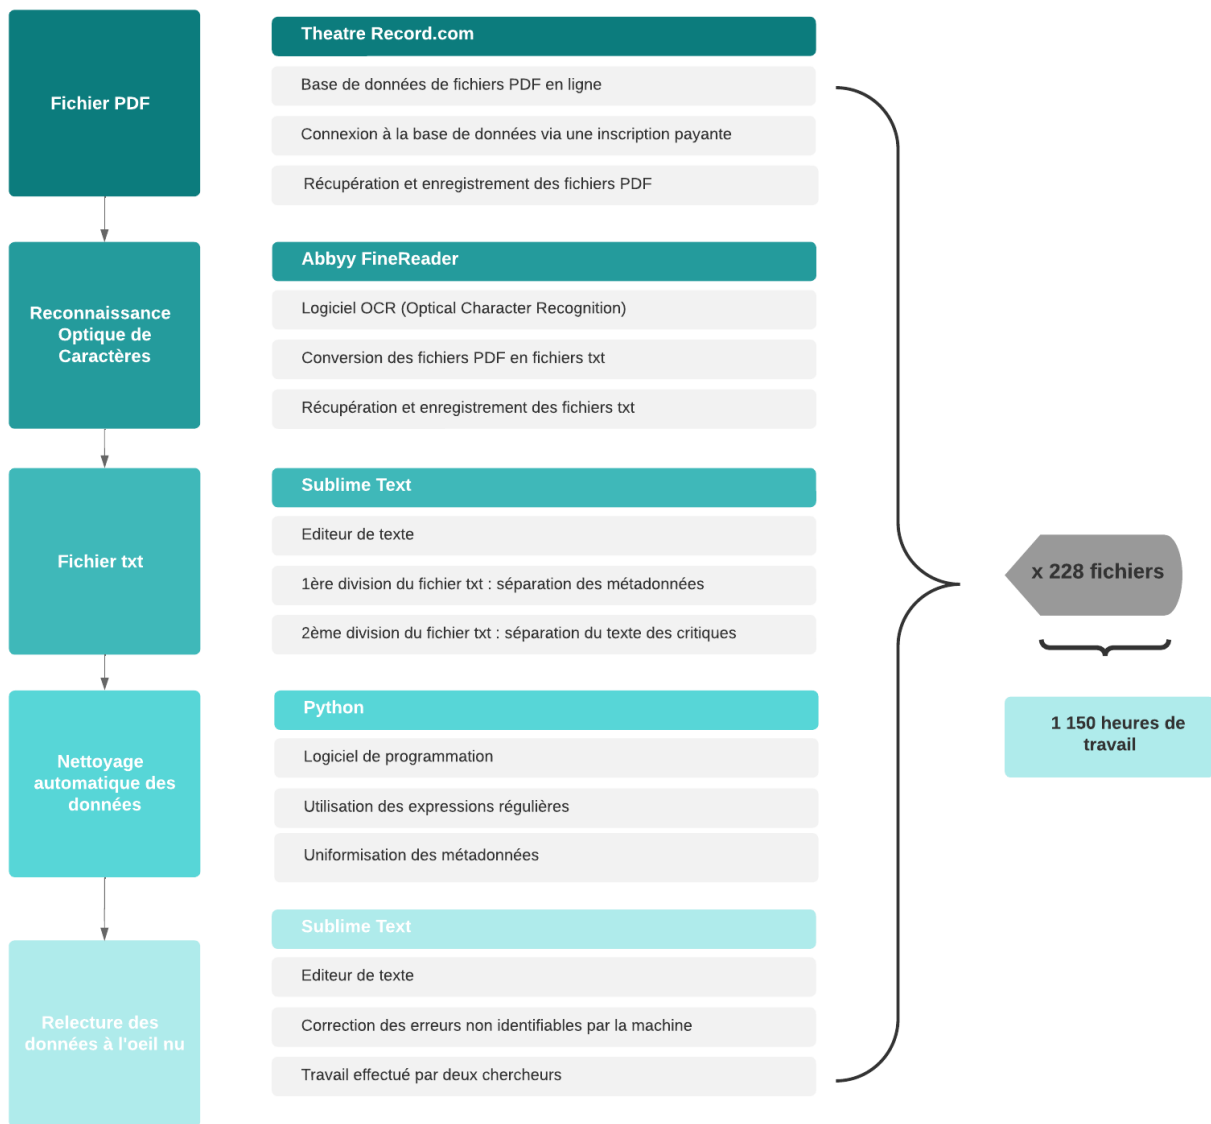 Fichier PDF
Theatre Record.com
Base de données de fichiers PDF en ligne
Connexion à la base de données via une inscription payante
Récupération et enregistrement des fichiers PDF
Reconnaissance
Optique de
Caractères
Abbyy FineReader
Logiciel OCR (Optical Character Recognition)
Conversion des fichiers PDF en fichiers txt
Récupération et enregistrement des fichiers txt
Fichier txt
Sublime Text
Editeur de texte
1ère division du fichier txt : séparation des métadonnées
2ème division du fichier txt : séparation du texte des critiques
Nettoyage
automatique des
données
Python
Logiciel de programmation
Utilisation des expressions régulières
Uniformisation des métadonnées
Relecture des
données à l'oeil nu
Sublime Text
Editeur de texte
Correction des erreurs non identifiables par la machine
Travail effectué par deux chercheurs
x 228 fichiers
1 150 heures de
travail